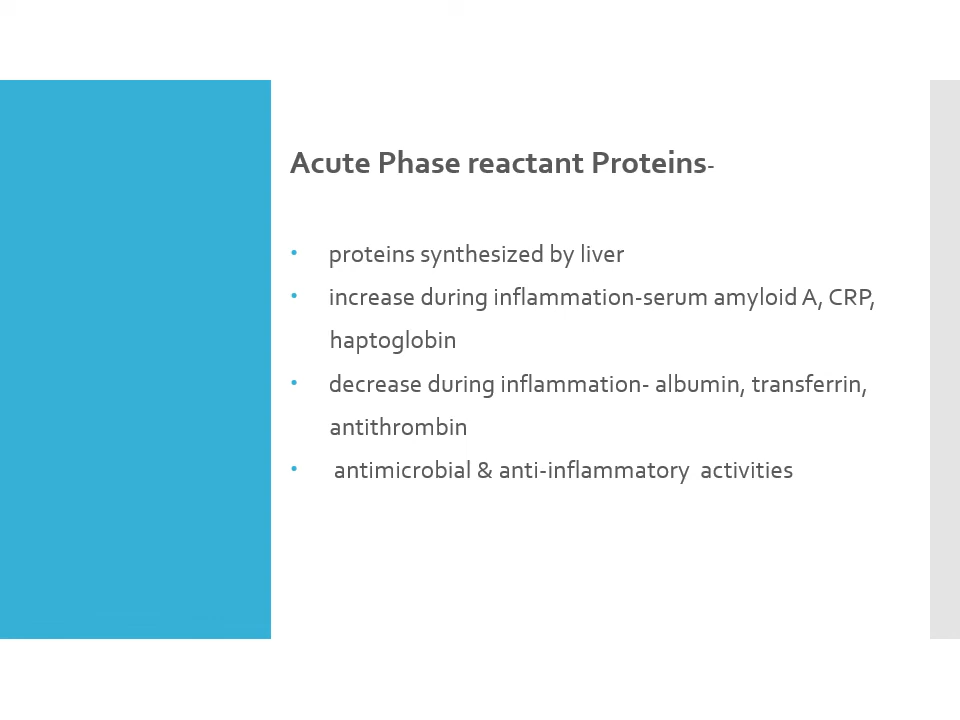 Acute Phase reactant Proteins-
• proteins synthesized by liver
• increase during inflammation-serum amyloid A, CRP,
haptoglobin
• decrease during inflammation- albumin, transferrin,
antithrombin
• antimicrobial & anti-inflammatory activities